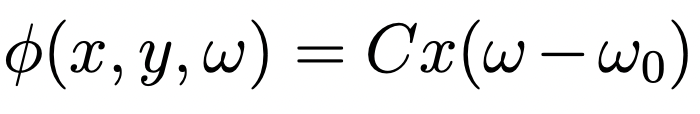 ϕ(x, y, ω) = Cx(ω − ω₀)